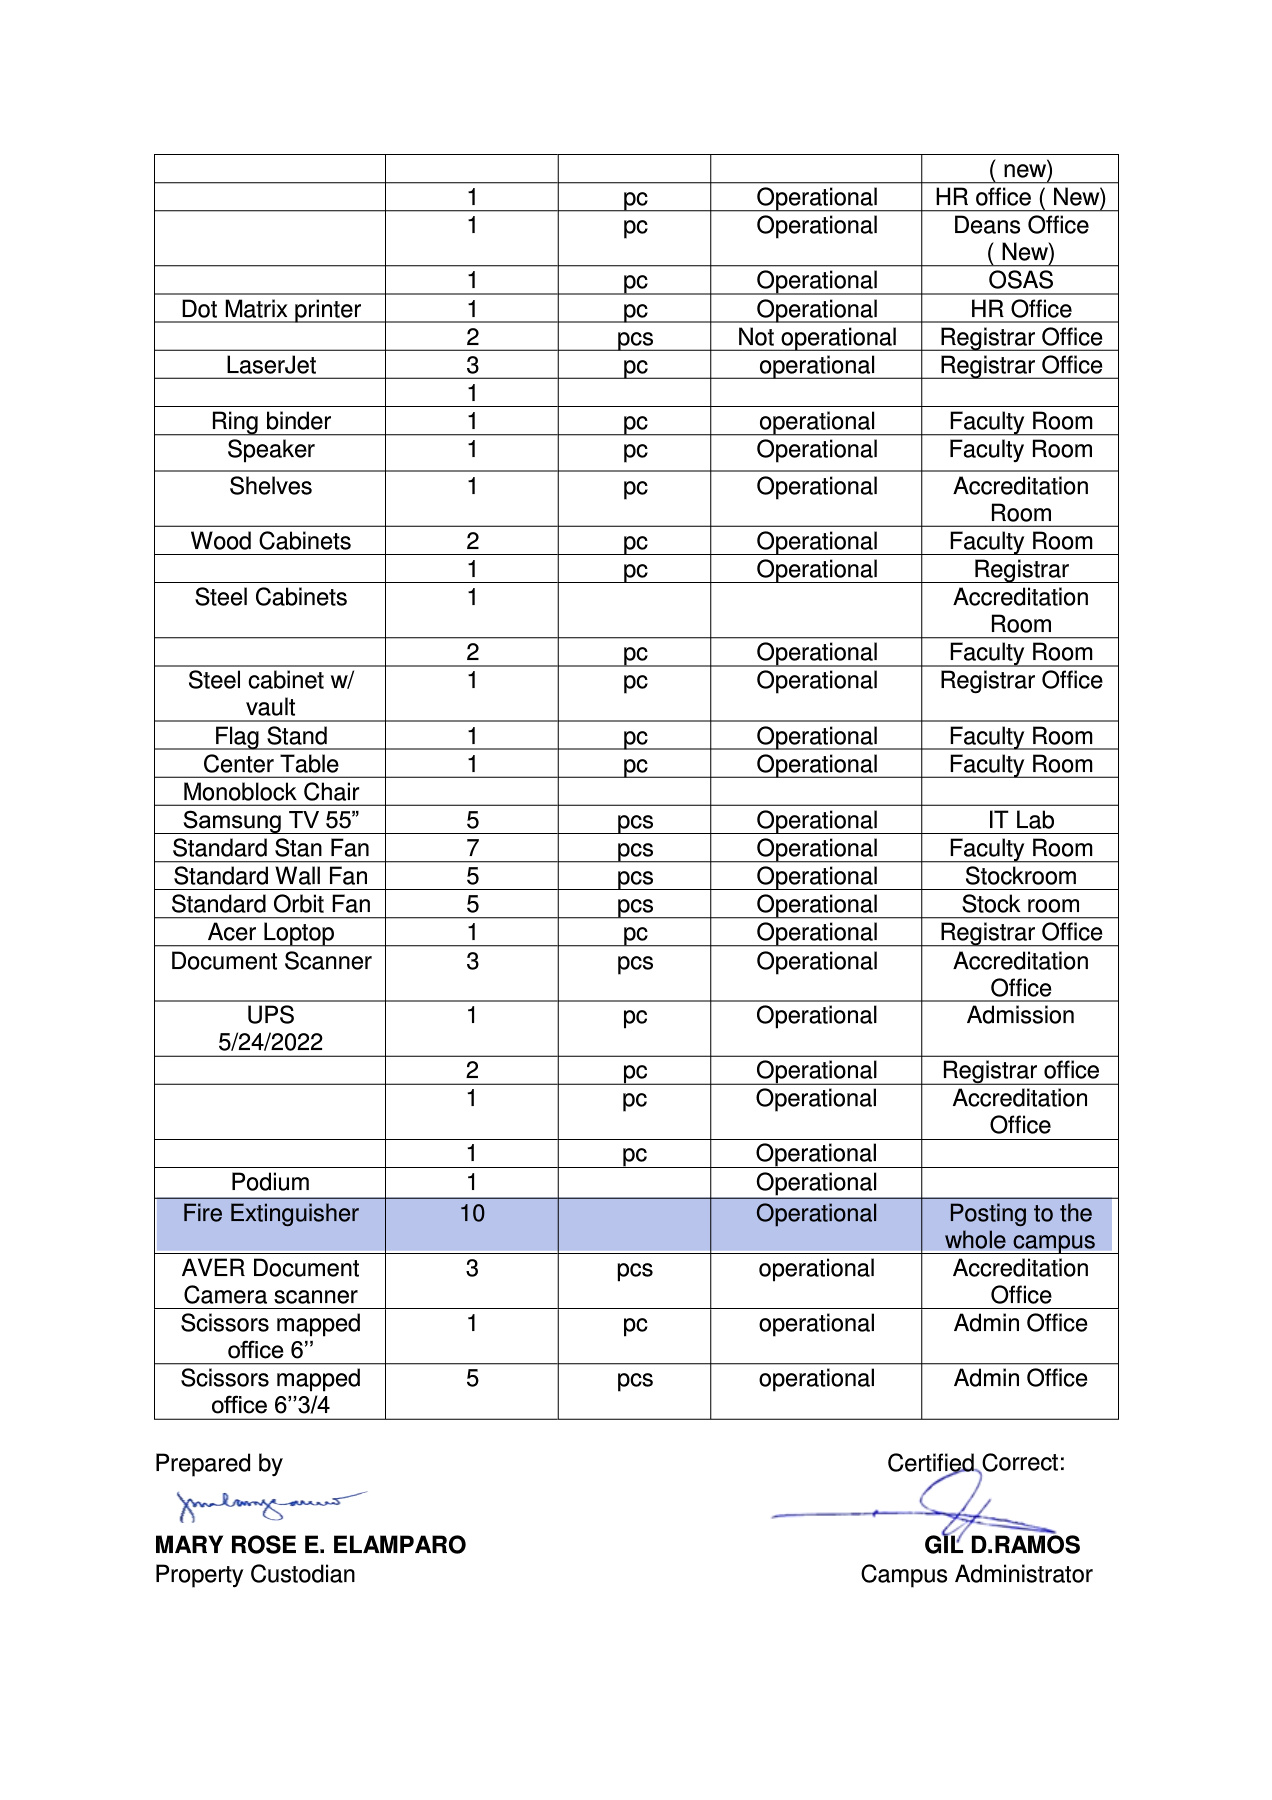 ( new)
1 pc Operational HR office ( New)
1 pc Operational Deans Office
( New)
1 pc Operational OSAS
Dot Matrix printer 1 pc Operational HR Office
2 pcs Not operational Registrar Office
LaserJet 3 pc operational Registrar Office
1
Ring binder 1 pc operational Faculty Room
Speaker 1 pc Operational Faculty Room
Shelves 1 pc Operational Accreditation
Room
Wood Cabinets 2 pc Operational Faculty Room
1 pc Operational Registrar
Steel Cabinets 1 Accreditation
Room
2 pc Operational Faculty Room
Steel cabinet w/ 1 pc Operational Registrar Office
vault
Flag Stand 1 pc Operational Faculty Room
Center Table 1 pc Operational Faculty Room
Monoblock Chair
Samsung TV 55” 5 pcs Operational IT Lab
Standard Stan Fan 7 pcs Operational Faculty Room
Standard Wall Fan 5 pcs Operational Stockroom
Standard Orbit Fan 5 pcs Operational Stock room
Acer Loptop 1 pc Operational Registrar Office
Document Scanner 3 pcs Operational Accreditation
Office
UPS 1 pc Operational Admission
5/24/2022
2 pc Operational Registrar office
1 pc Operational Accreditation
Office
1 pc Operational
Podium 1 Operational
Fire Extinguisher 10 Operational Posting to the
whole campus
AVER Document 3 pcs operational Accreditation
Camera scanner Office
Scissors mapped 1 pc operational Admin Office
office 6’’
Scissors mapped 5 pcs operational Admin Office
office 6’’3/4
Prepared by Certified Correct:
MARY ROSE E. ELAMPARO GIL D.RAMOS
Property Custodian Campus Administrator